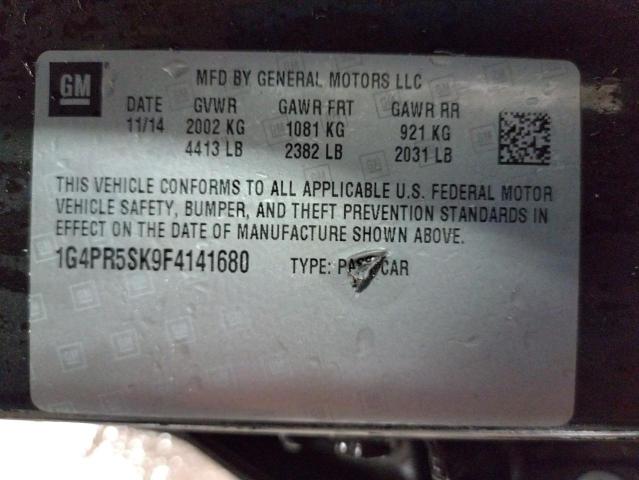 GM
MFD BY GENERAL MOTORS LLC
DATE GVWR GAWR FRT GAWR RR
11/14 2002 KG 1081 KG 921 KG
4413 LB 2382 LB 2031 LB
THIS VEHICLE CONFORMS TO ALL APPLICABLE U.S. FEDERAL MOTOR
VEHICLE SAFETY, BUMPER, AND THEFT PREVENTION STANDARDS IN
EFFECT ON THE DATE OF MANUFACTURE SHOWN ABOVE.
1G4PR5SK9F4141680 TYPE: PASS CAR